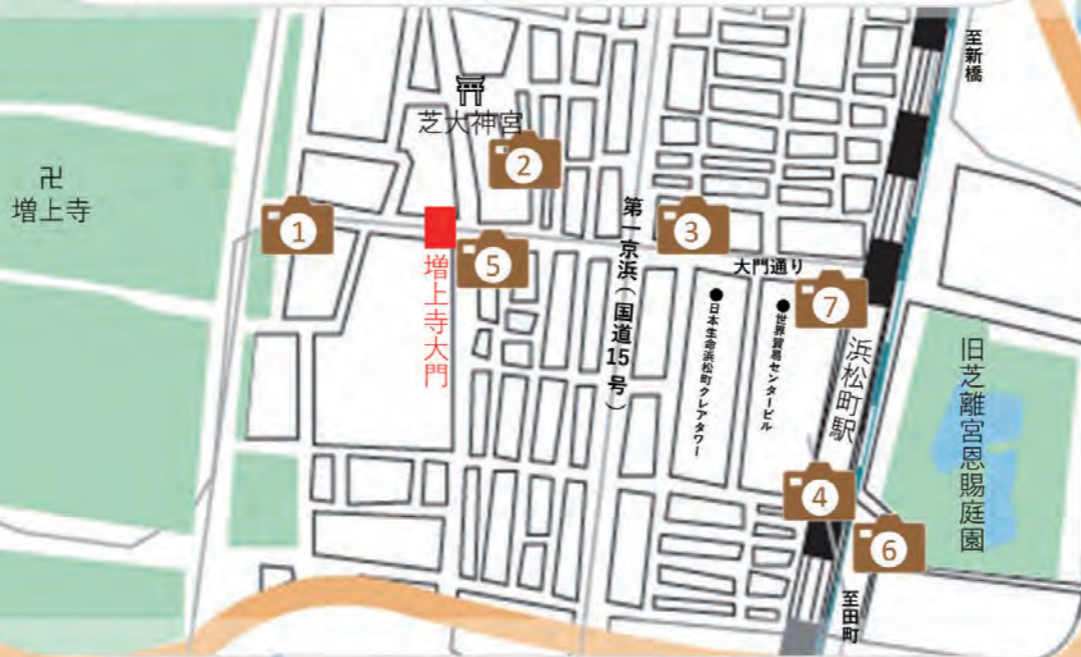 至新橋
芝大神宮
2
卍
増上寺
1
3
5
増上寺大門
第一京浜（国道15号）
大門通り
7
日本生命浜松町クレアタワー
世界貿易センタービル
浜松町駅
旧芝離宮恩賜庭園
4
6
至田町